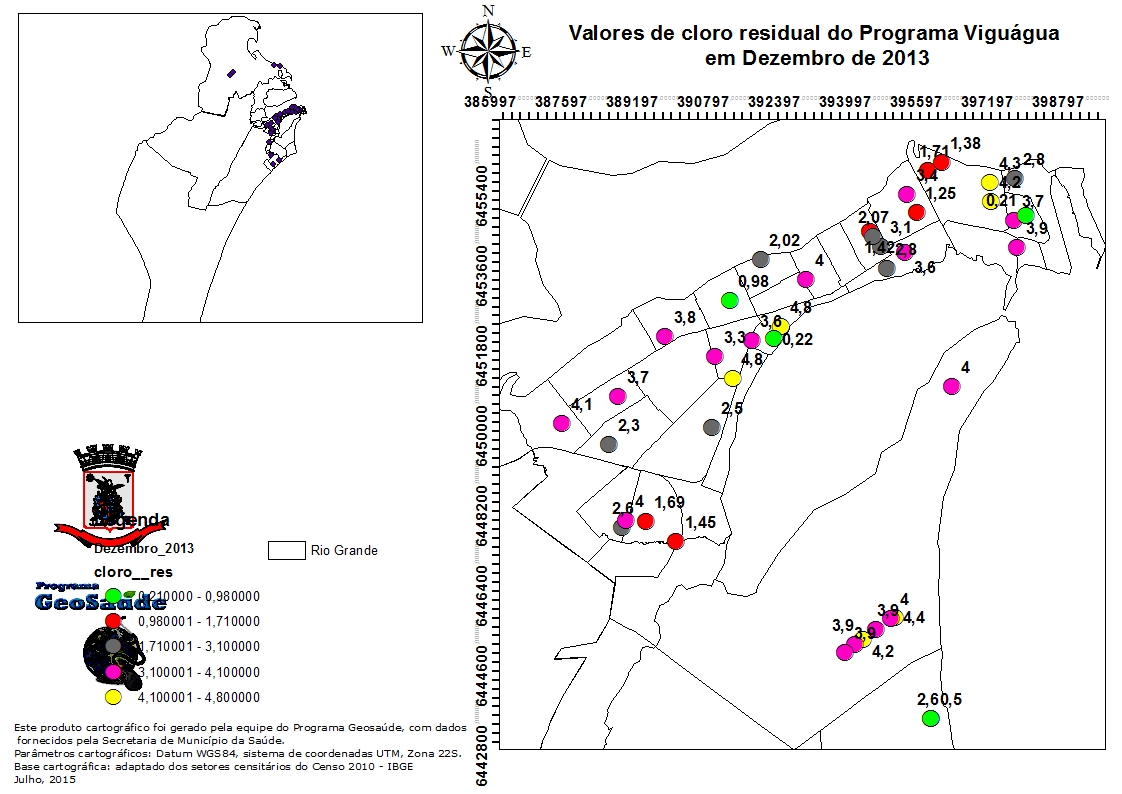 Valores de cloro residual do Programa Viguágua
em Dezembro de 2013
N
W
E
S
385997 387597 389197 390797 392397 393997 395597 397197 398797
6455400
6453600
6451800
6450000
6448200
6446400
6444600
6442800
1,71
1,38
3,4
1,25
4,3
2,8
4,2
0,21
3,7
3,9
2,07
3,1
1,42
2,8
3,6
2,02
4
0,98
4,8
3,8
3,3
3,6
0,22
4,8
3,7
4,1
2,3
2,5
4
2,6
4
1,69
1,45
4
3,9
4,4
3,9
3,9
4,2
2,6
0,5
Legenda
Dezembro_2013
cloro__res
Programa
GeoSaúde
0,210000 - 0,980000
0,980001 - 1,710000
1,710001 - 3,100000
3,100001 - 4,100000
4,100001 - 4,800000
Rio Grande
Este produto cartográfico foi gerado pela equipe do Programa Geosaúde, com dados
fornecidos pela Secretaria de Município da Saúde.
Parâmetros cartográficos: Datum WGS84, sistema de coordenadas UTM, Zona 22S.
Base cartográfica: adaptado dos setores censitários do Censo 2010 - IBGE
Julho, 2015